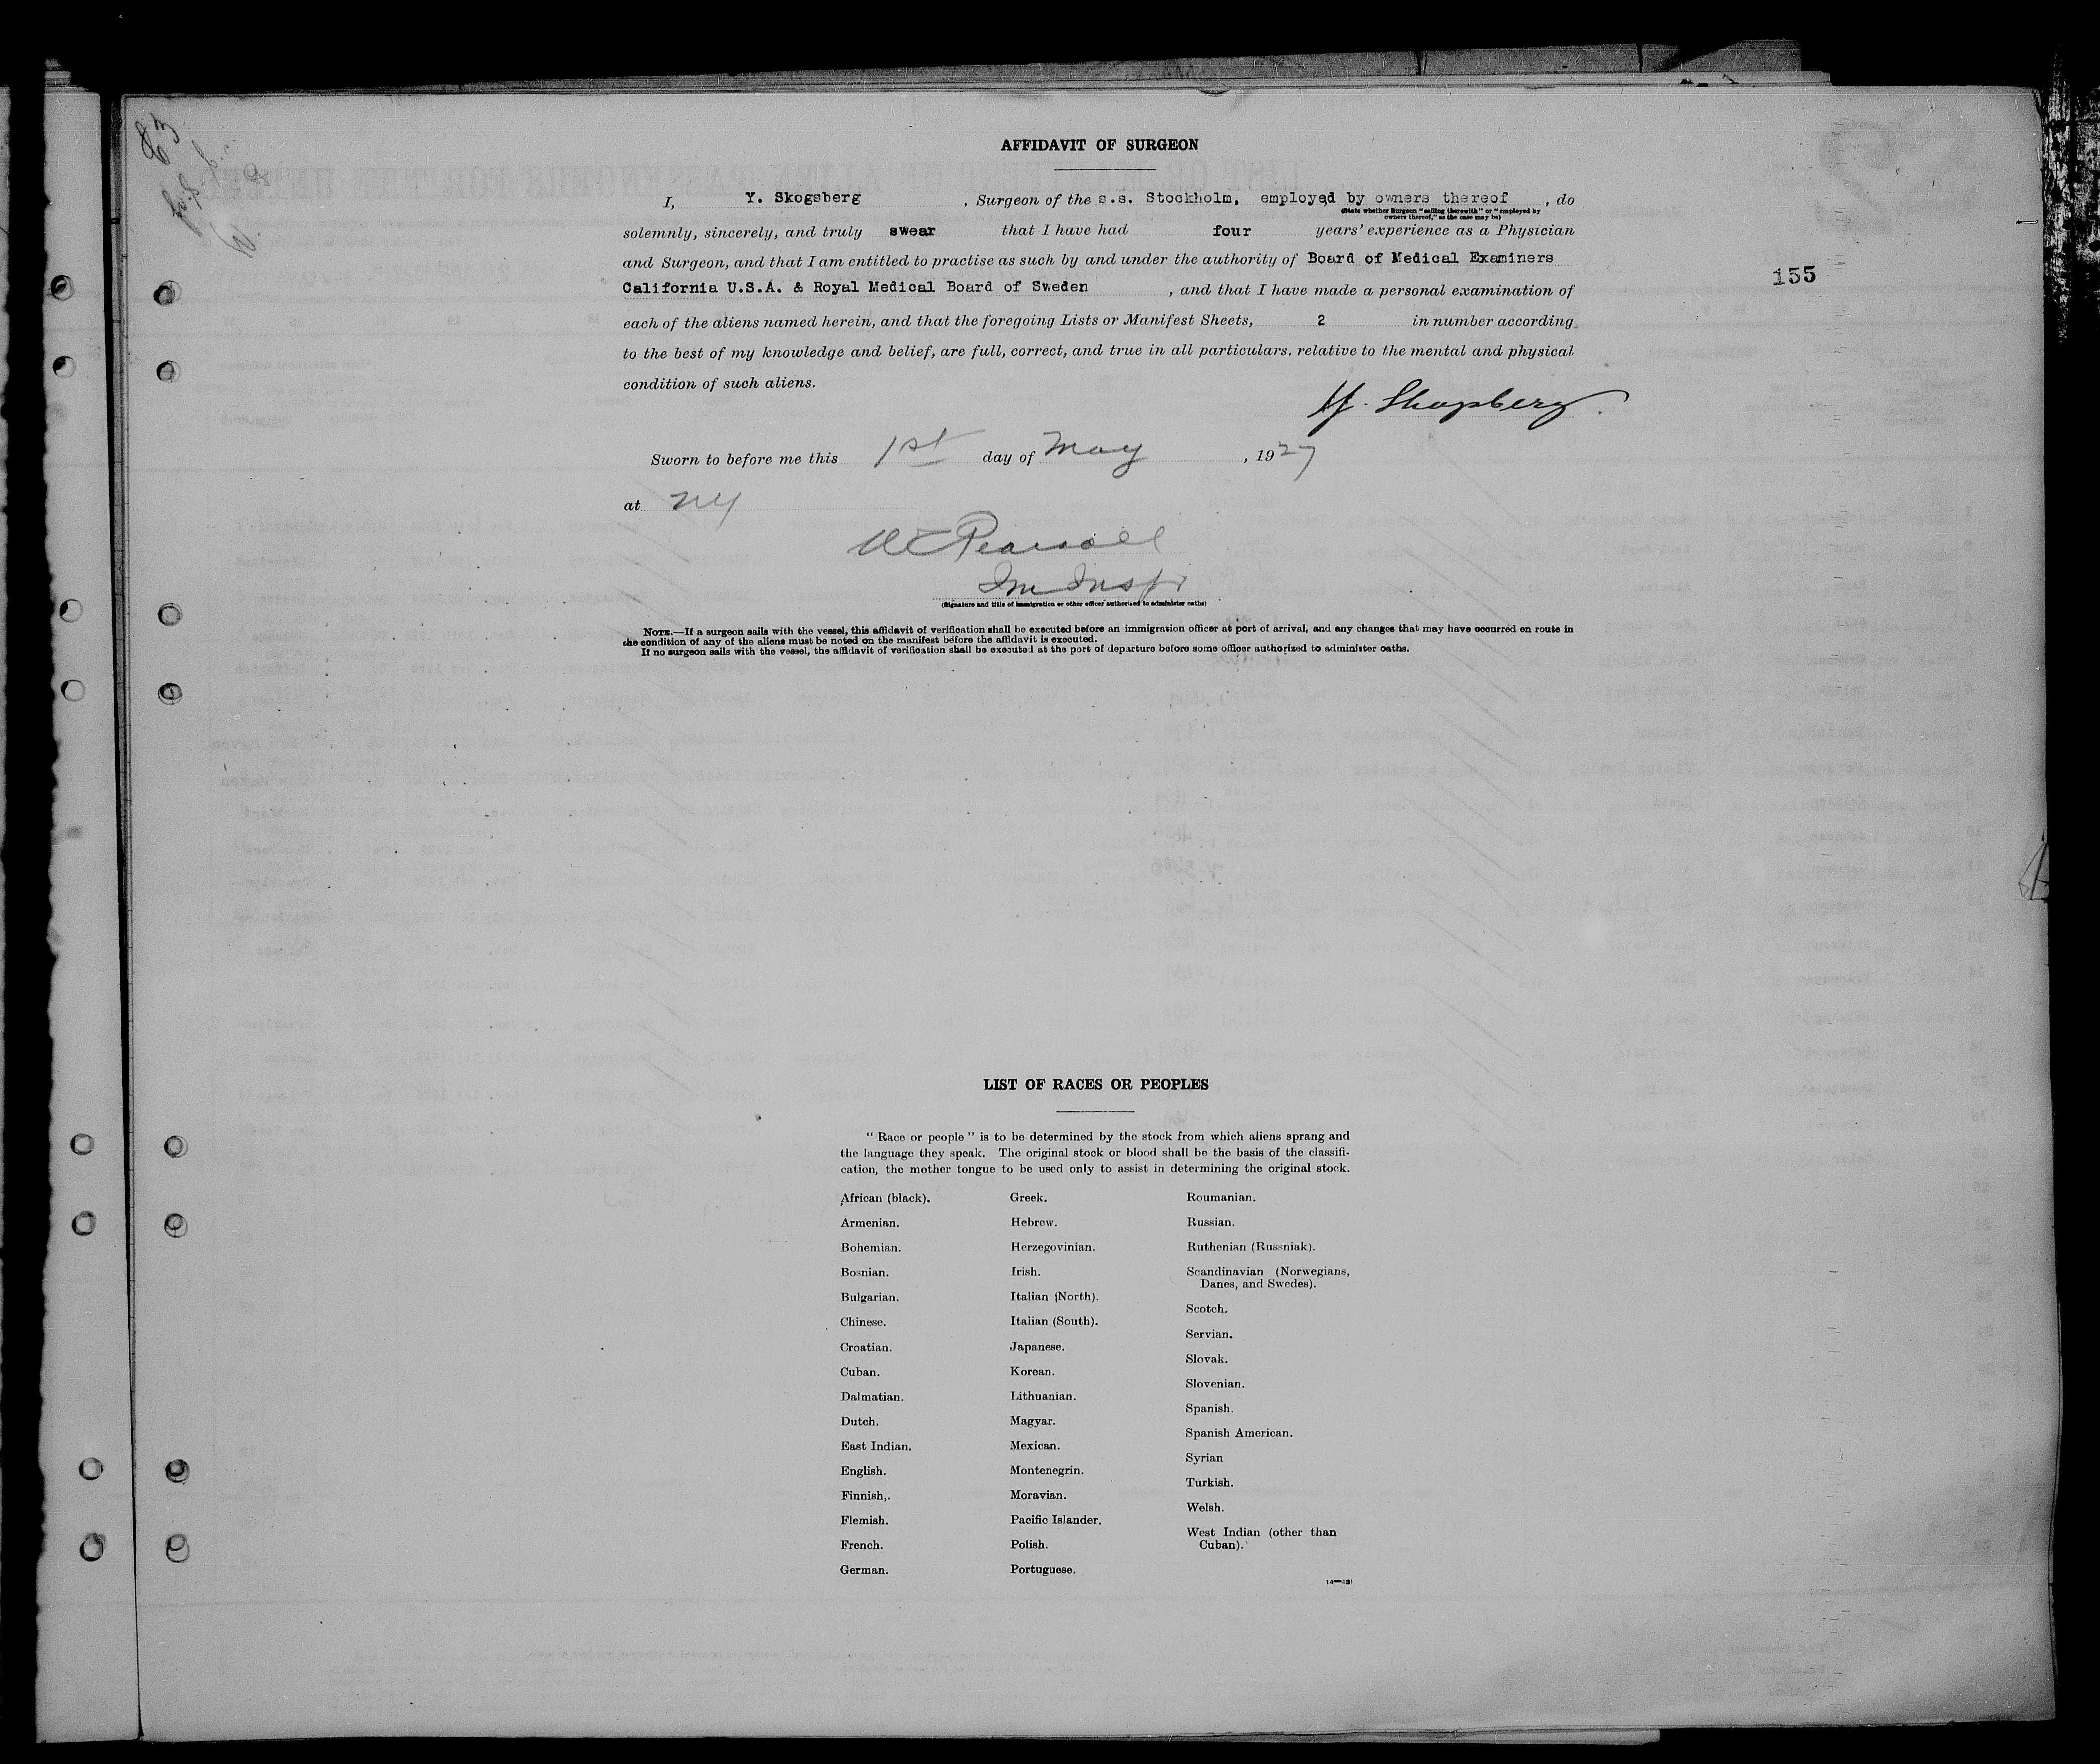 83
AFFIDAVIT OF SURGEON
I, Y. Skogsberg, Surgeon of the s.s. Stockholm, employed by owners thereof, do
(State whether Surgeon "sailing therewith" or "employed by
owners thereof," as the case may be)
solemnly, sincerely, and truly swear that I have had four years' experience as a Physician
and Surgeon, and that I am entitled to practise as such by and under the authority of Board of Medical Examiners
155
California U.S.A. & Royal Medical Board of Sweden, and that I have made a personal examination of
each of the aliens named herein, and that the foregoing Lists or Manifest Sheets, 2 in number according
to the best of my knowledge and belief, are full, correct, and true in all particulars, relative to the mental and physical
condition of such aliens.
Y. Skogsberg.
Sworn to before me this 1st day of May, 1927
at NY
Pearsall
Im Inspr
(Signature and title of immigration or other officer authorized to administer oaths)
NOTE.—If a surgeon sails with the vessel, this affidavit of verification shall be executed before an immigration officer at port of arrival, and any changes that may have occurred en route in
the condition of any of the aliens must be noted on the manifest before the affidavit is executed.
If no surgeon sails with the vessel, the affidavit of verification shall be executed at the port of departure before some officer authorized to administer oaths.
LIST OF RACES OR PEOPLES
"Race or people" is to be determined by the stock from which aliens sprang and
the language they speak. The original stock or blood shall be the basis of the classifi-
cation, the mother tongue to be used only to assist in determining the original stock.
African (black).
Armenian.
Bohemian.
Bosnian.
Bulgarian.
Chinese.
Croatian.
Cuban.
Dalmatian.
Dutch.
East Indian.
English.
Finnish,.
Flemish.
French.
German.
Greek.
Hebrew.
Herzegovinian.
Irish.
Italian (North).
Italian (South).
Japanese.
Korean.
Lithuanian.
Magyar.
Mexican.
Montenegrin.
Moravian.
Pacific Islander.
Polish.
Portuguese.
Roumanian.
Russian.
Ruthenian (Russniak).
Scandinavian (Norwegians,
Danes, and Swedes).
Scotch.
Servian.
Slovak.
Slovenian.
Spanish.
Spanish American.
Syrian
Turkish.
Welsh.
West Indian (other than
Cuban).